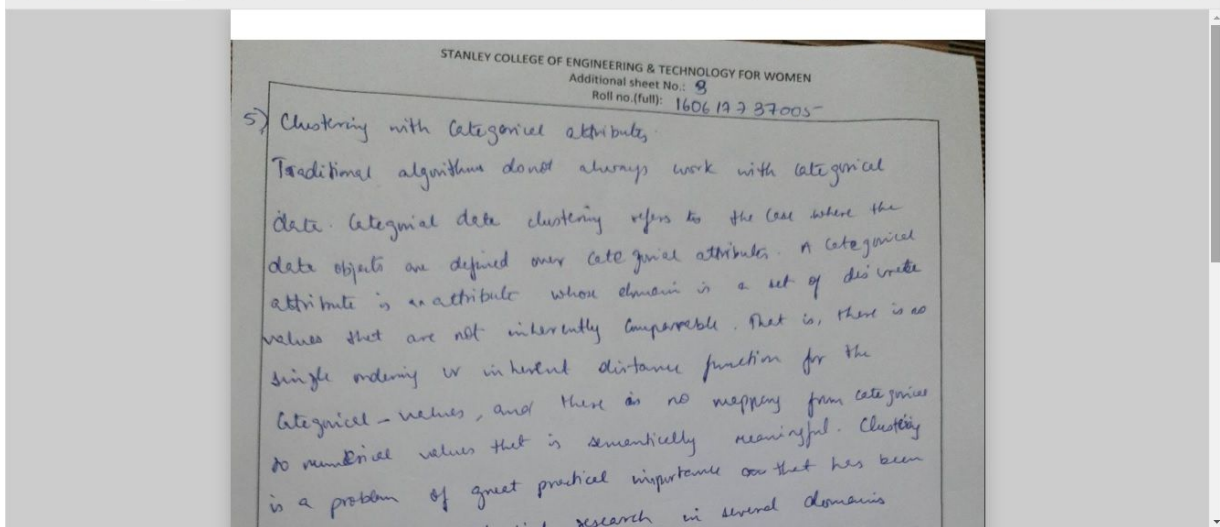 STANLEY COLLEGE OF ENGINEERING & TECHNOLOGY FOR WOMEN
Additional sheet No.: 8
Roll no.(full): 160617737005
5) Clustering with Categorical attributes
Traditional algorithms donot always work with categorical
data. Categorial data clustering refers to the case where the
data objects are defined over categorial attributes. A categorical
attribute is an attribute whose domain is a set of discrete
values that are not inherently comparable. That is, there is no
single ordering or inherent distance function for the
Categorical-values, and there is no mapping from categorical
to numerical values that is semantically meaningful. Clustering
is a problem of great practical importance that has been
research in several domains